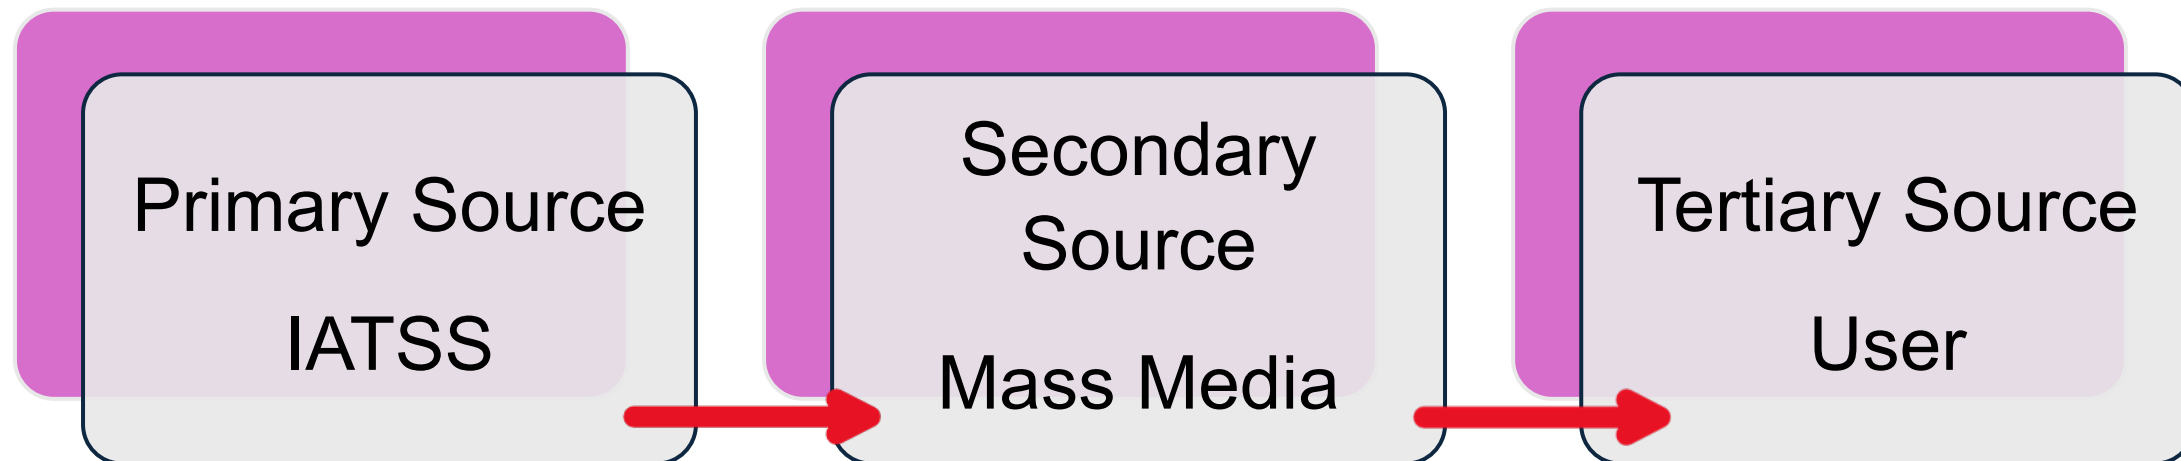 Primary Source
IATSS
Secondary
Source
Mass Media
Tertiary Source
User